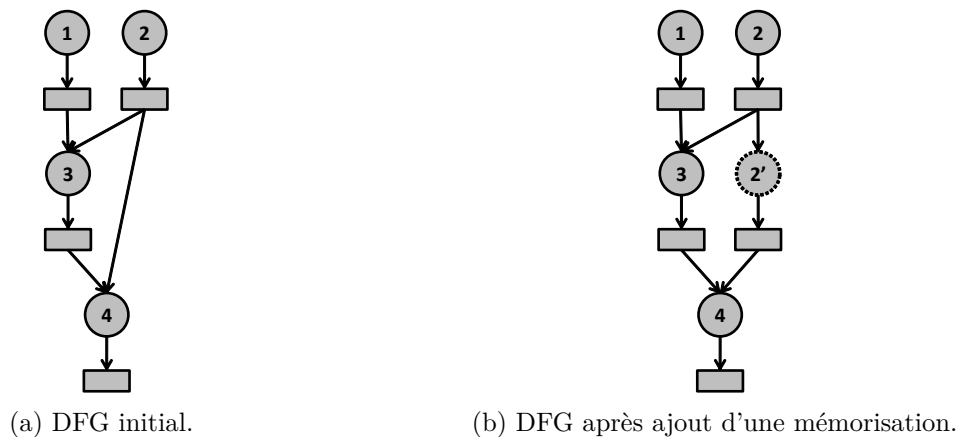 1 2 1 2
3 3 2’
4 4
(a) DFG initial. (b) DFG après ajout d’une mémorisation.